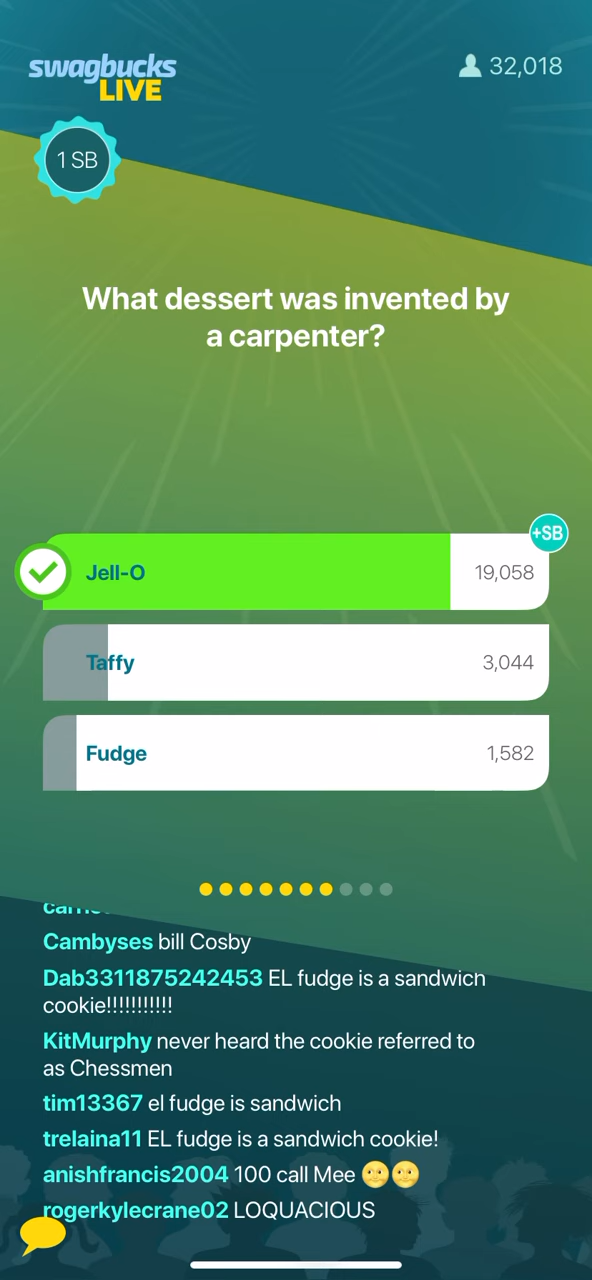 swagbucks
LIVE
32,018
1 SB
What dessert was invented by
a carpenter?
+SB
Jell-O
19,058
Taffy
3,044
Fudge
1,582
Cambyses bill Cosby
Dab3311875242453 EL fudge is a sandwich
cookie!!!!!!!!!!!
KitMurphy never heard the cookie referred to
as Chessmen
tim13367 el fudge is sandwich
trelaina11 EL fudge is a sandwich cookie!
anishfrancis2004 100 call Mee 🌝🌝
rogerkylecrane02 LOQUACIOUS